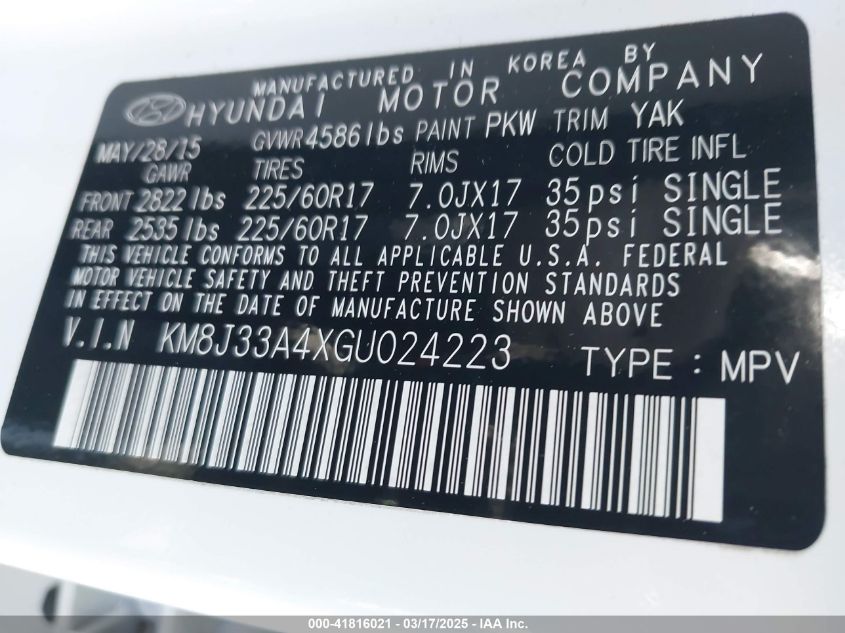 MANUFACTURED IN KOREA BY
HYUNDAI MOTOR COMPANY
MAY/28/15 GVWR 4586 lbs PAINT PKW TRIM YAK
GAWR TIRES RIMS COLD TIRE INFL
FRONT 2822 lbs 225/60R17 7.0JX17 35psi SINGLE
REAR 2535 lbs 225/60R17 7.0JX17 35psi SINGLE
THIS VEHICLE CONFORMS TO ALL APPLICABLE U.S.A. FEDERAL
MOTOR VEHICLE SAFETY AND THEFT PREVENTION STANDARDS
IN EFFECT ON THE DATE OF MANUFACTURE SHOWN ABOVE
V.I.N KM8J33A4XGU024223 TYPE : MPV
000-41816021 - 03/17/2025 - IAA Inc.